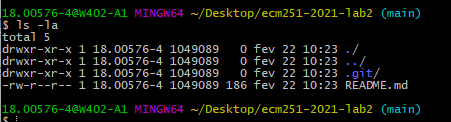 18.00576-4@W402-A1 MINGW64 ~/Desktop/ecm251-2021-lab2 (main)
$ ls -la
total 5
drwxr-xr-x 1 18.00576-4 1049089   0 fev 22 10:23 ./
drwxr-xr-x 1 18.00576-4 1049089   0 fev 22 10:23 ../
drwxr-xr-x 1 18.00576-4 1049089   0 fev 22 10:23 .git/
-rw-r--r-- 1 18.00576-4 1049089 186 fev 22 10:23 README.md
18.00576-4@W402-A1 MINGW64 ~/Desktop/ecm251-2021-lab2 (main)
$